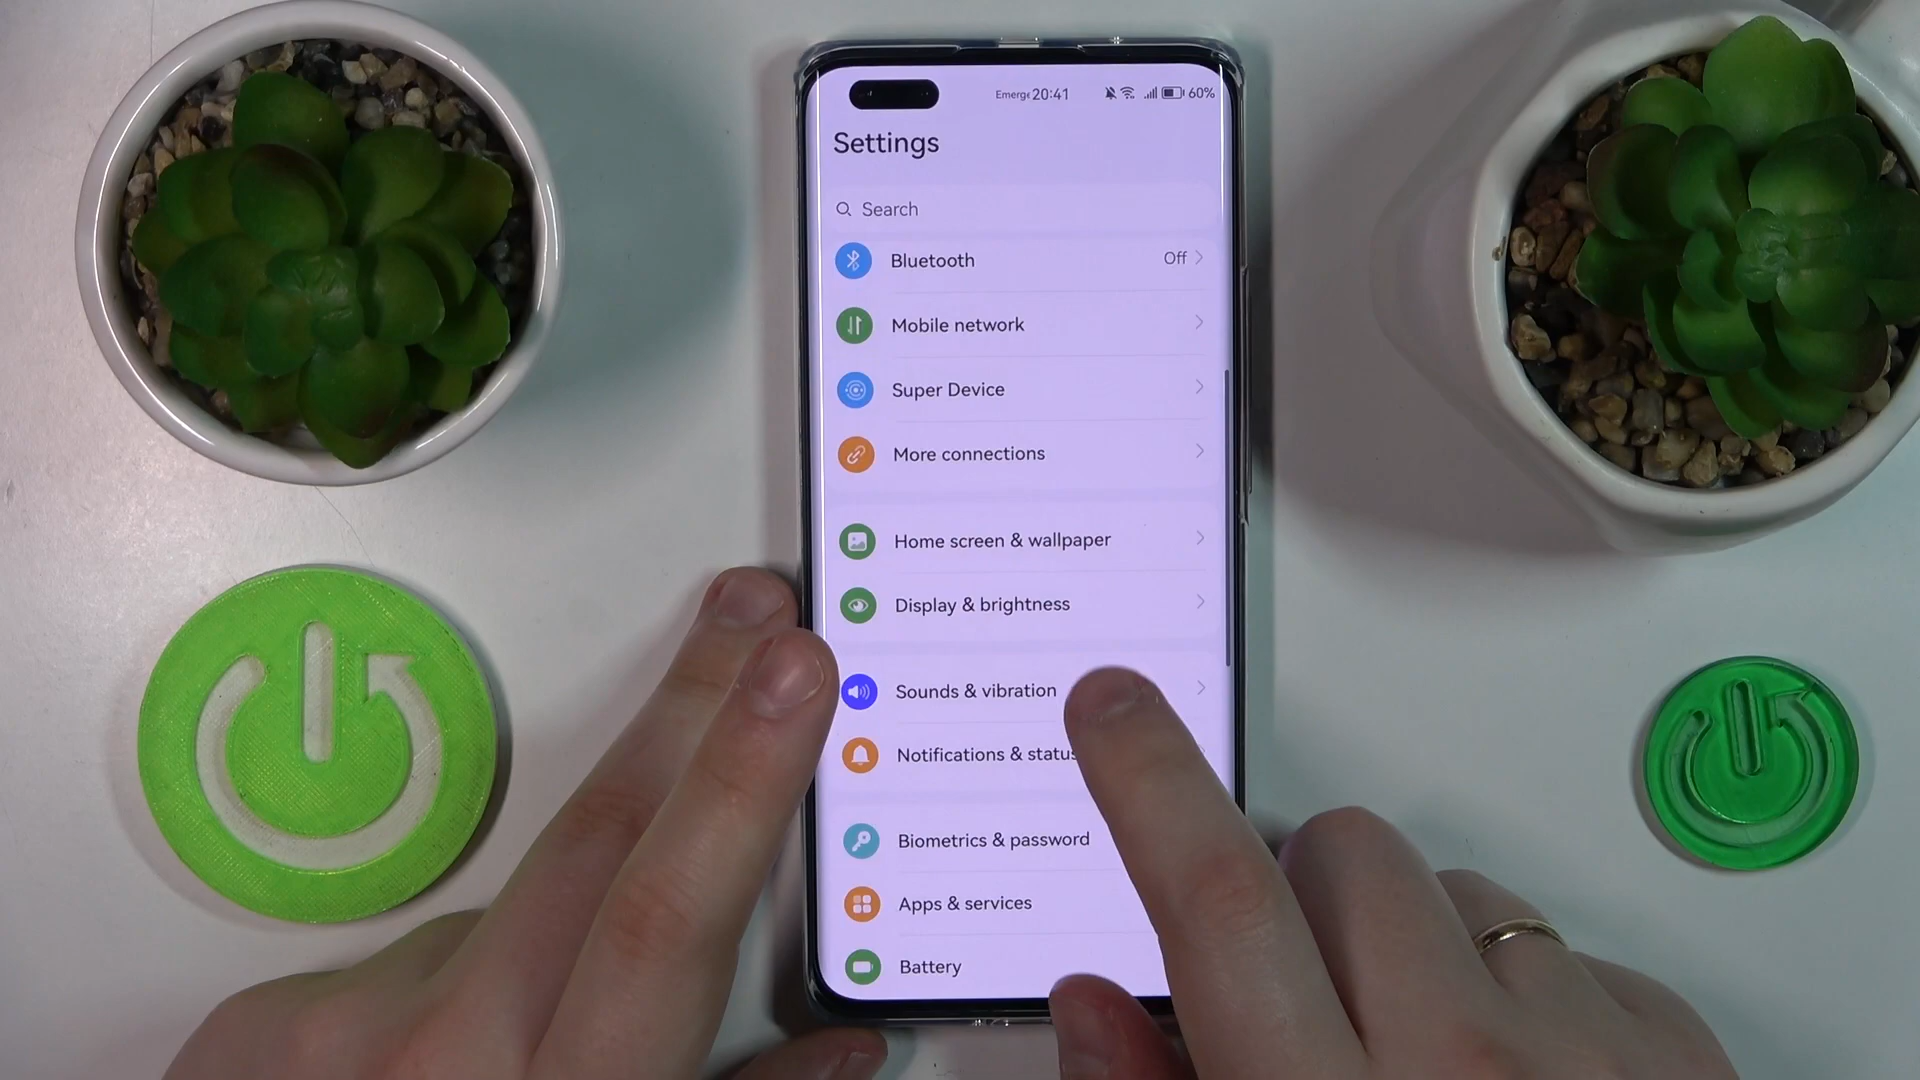 Emerge 20:41 60%
Settings
Search
Bluetooth Off
Mobile network
Super Device
More connections
Home screen & wallpaper
Display & brightness
Sounds & vibration
Notifications & status
Biometrics & password
Apps & services
Battery